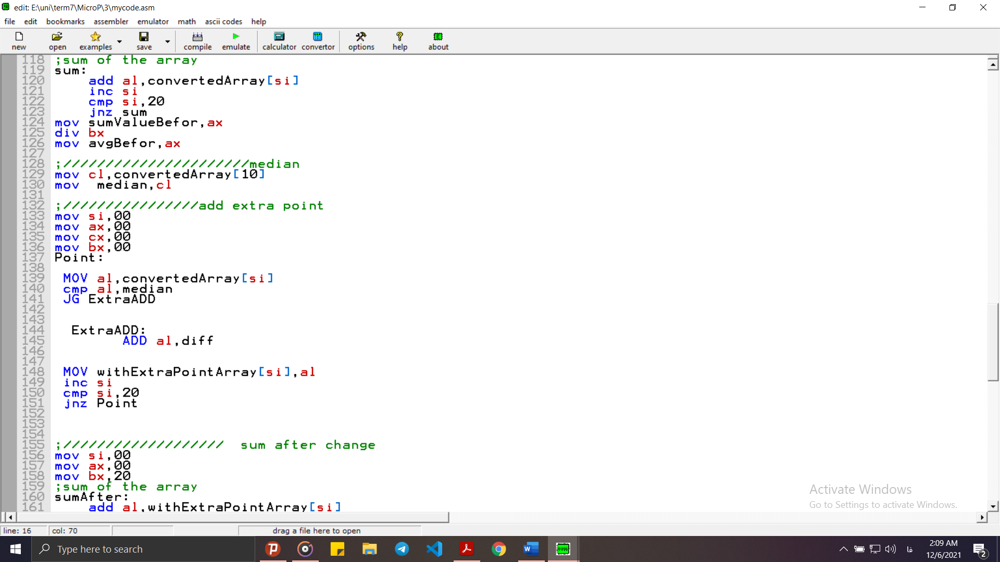 edit: E:\uni\term7\MicroP\3\mycode.asm
file edit bookmarks assembler emulator math ascii codes help
new open examples save compile emulate calculator convertor options help about
118 ;sum of the array
119 sum:
120 add al,convertedArray[si]
121 inc si
122 cmp si,20
123 jnz sum
124 mov sumValueBefor,ax
125 div bx
126 mov avgBefor,ax
127
128 ;//////////////////////median
129 mov cl,convertedArray[10]
130 mov median,cl
131
132 ;////////////////add extra point
133 mov si,00
134 mov ax,00
135 mov cx,00
136 mov bx,00
137 Point:
138
139 MOV al,convertedArray[si]
140 cmp al,median
141 JG ExtraADD
142
143
144 ExtraADD:
145 ADD al,diff
146
147
148 MOV withExtraPointArray[si],al
149 inc si
150 cmp si,20
151 jnz Point
152
153
154
155 ;/////////////////// sum after change
156 mov si,00
157 mov ax,00
158 mov bx,20
159 ;sum of the array
160 sumAfter:
161 add al,withExtraPointArray[si]
Activate Windows
Go to Settings to activate Windows.
line: 16 col: 70 drag a file here to open
Type here to search
فا
2:09 AM
12/6/2021
2